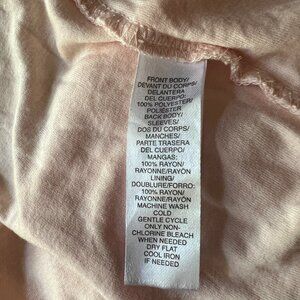 FRONT BODY/
DEVANT DU CORPS/
DELANTERA
DEL CUERPO:
100% POLYESTER/
POLIÉSTER
BACK BODY/
SLEEVES/
DOS DU CORPS/
MANCHES/
PARTE TRASERA
DEL CUERPO/
MANGAS:
100% RAYON/
RAYONNE/RAYÓN
LINING/
DOUBLURE/FORRO:
100% RAYON/
RAYONNE/RAYÓN
MACHINE WASH
COLD
GENTLE CYCLE
ONLY NON-
CHLORINE BLEACH
WHEN NEEDED
DRY FLAT
COOL IRON
IF NEEDED